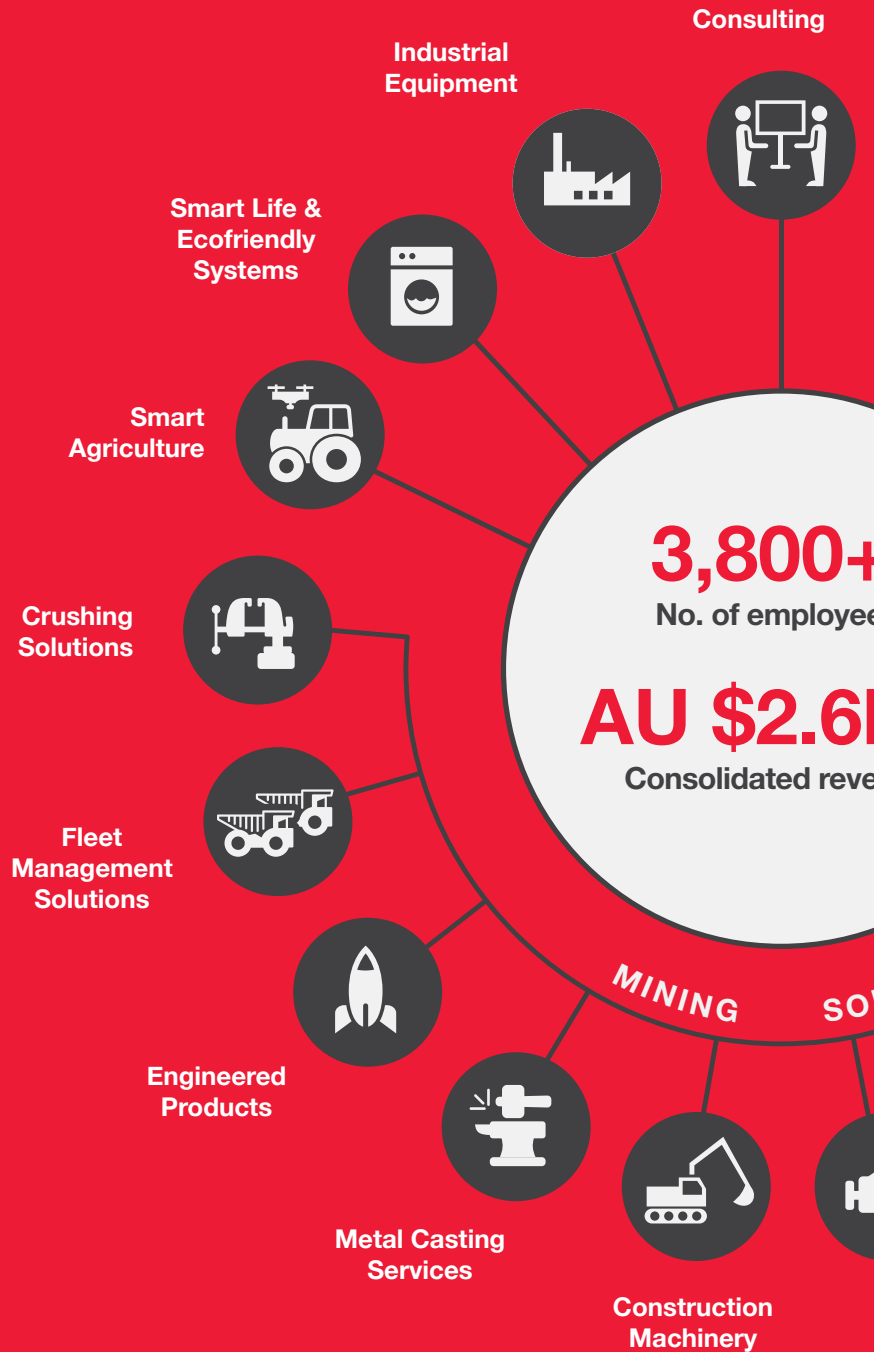 Consulting
Industrial
Equipment
Smart Life &
Ecofriendly
Systems
Smart
Agriculture
Crushing
Solutions
Fleet
Management
Solutions
Engineered
Products
Metal Casting
Services
Construction
Machinery
3,800+
No. of employee
AU $2.6
Consolidated reve
MINING SO